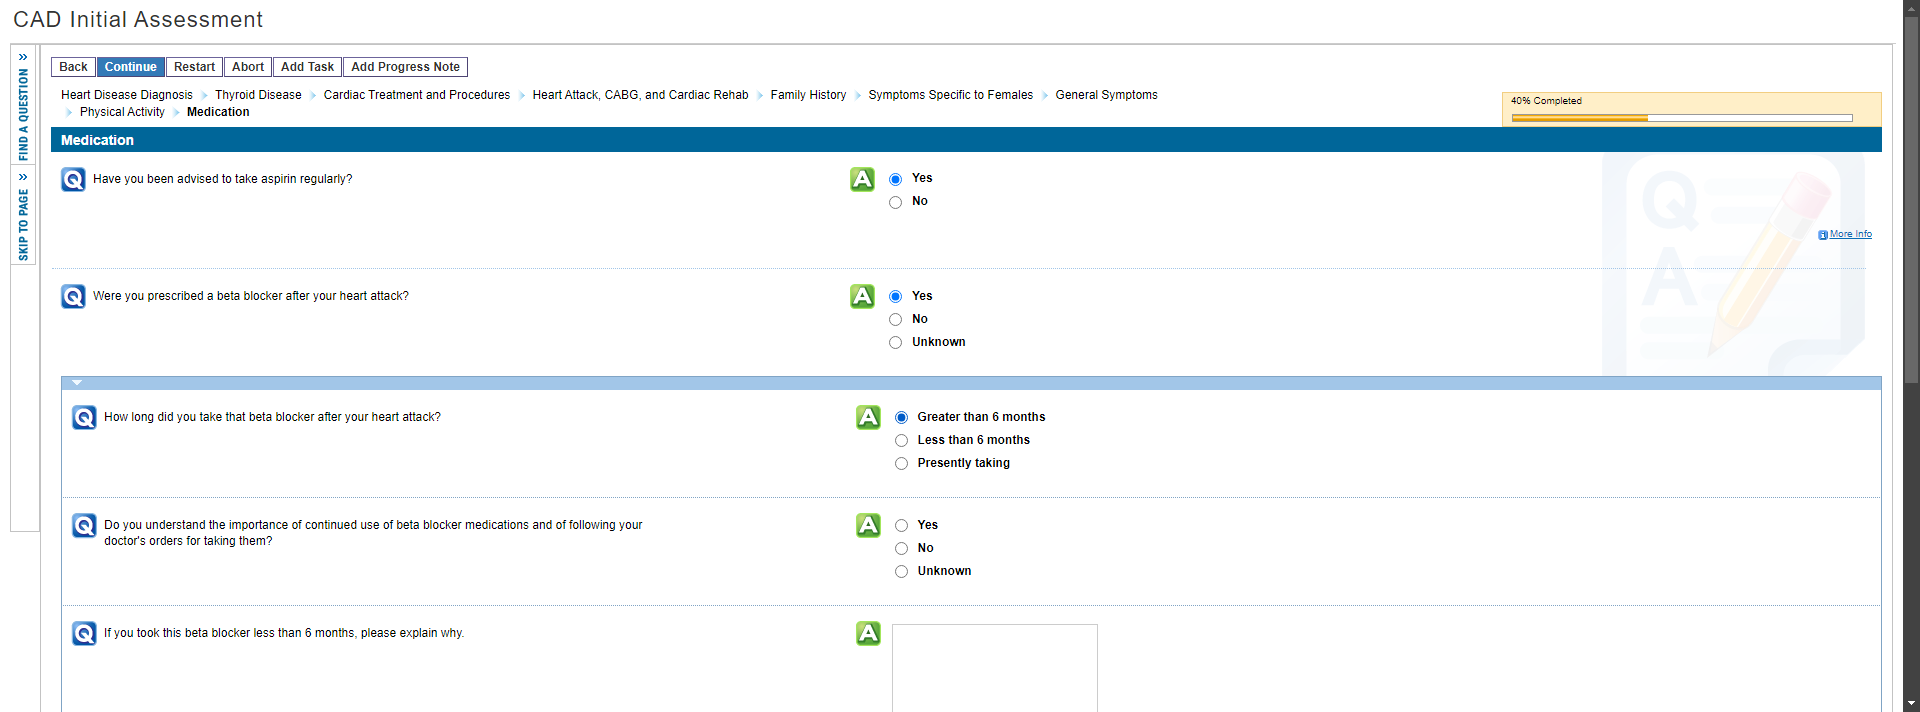 CAD Initial Assessment
» FIND A QUESTION
» SKIP TO PAGE
Back Continue Restart Abort Add Task Add Progress Note
Heart Disease Diagnosis Thyroid Disease Cardiac Treatment and Procedures Heart Attack, CABG, and Cardiac Rehab Family History Symptoms Specific to Females General Symptoms
Physical Activity Medication
40% Completed
Medication
Q Have you been advised to take aspirin regularly?
A Yes
No
More Info
Q Were you prescribed a beta blocker after your heart attack?
A Yes
No
Unknown
Q How long did you take that beta blocker after your heart attack?
A Greater than 6 months
Less than 6 months
Presently taking
Q Do you understand the importance of continued use of beta blocker medications and of following your
doctor's orders for taking them?
A Yes
No
Unknown
Q If you took this beta blocker less than 6 months, please explain why.
A
Q
A